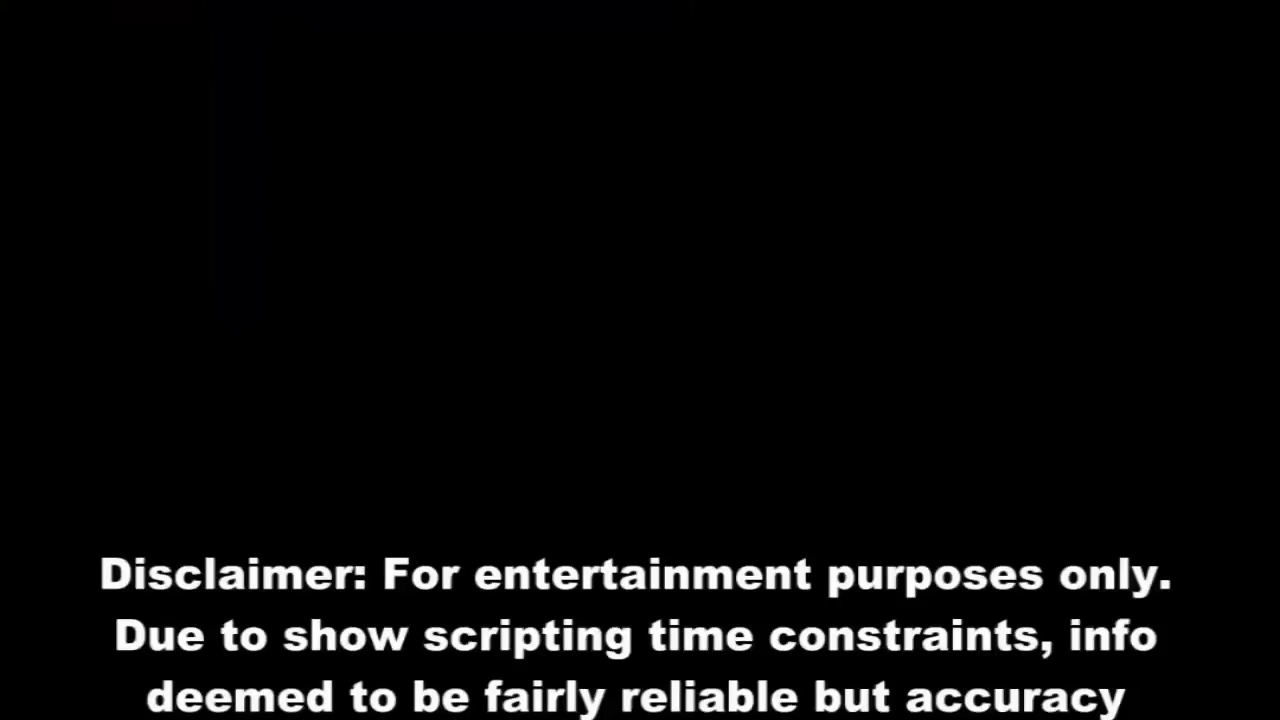 Disclaimer: For entertainment purposes only.
Due to show scripting time constraints, info
deemed to be fairly reliable but accuracy